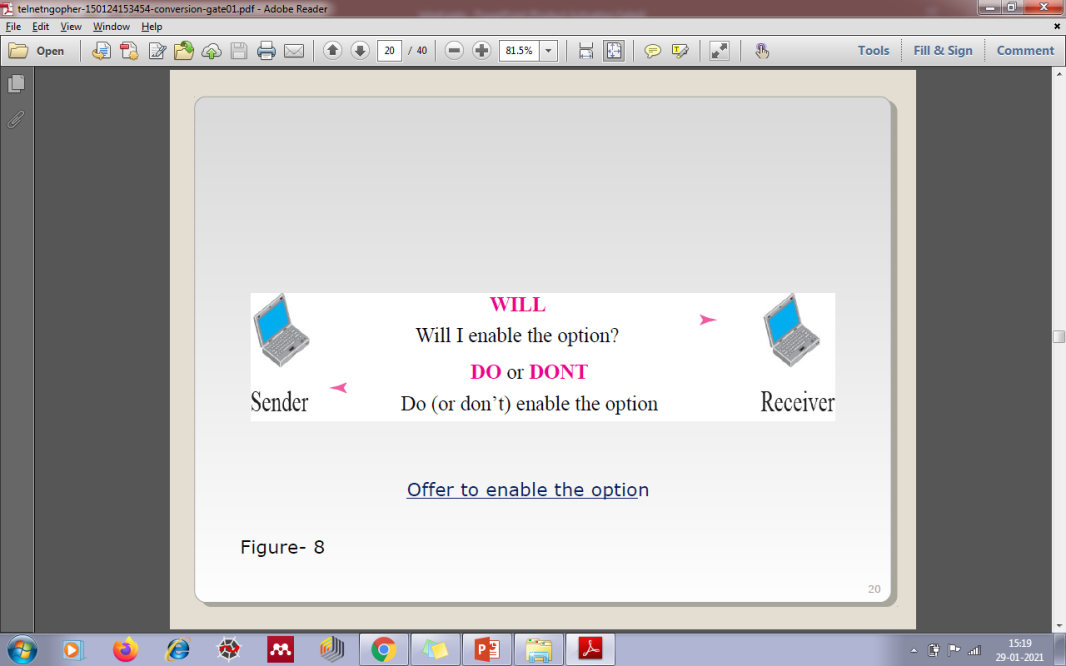 telnetngopher-150124153454-conversion-gate01.pdf - Adobe Reader
File Edit View Window Help
Open 20 / 40 81.5% Tools Fill & Sign Comment
WILL
Will I enable the option?
DO or DONT
Sender Do (or don't) enable the option Receiver
Offer to enable the option
Figure- 8
20
15:19
29-01-2021